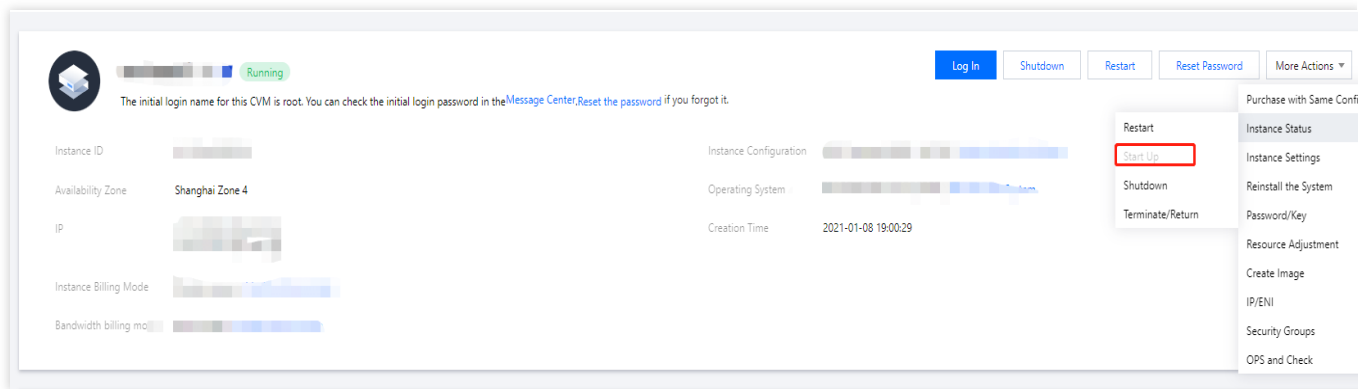 Running
Log In
Shutdown
Restart
Reset Password
More Actions
The initial login name for this CVM is root. You can check the initial login password in the Message Center,Reset the password if you forgot it.
Purchase with Same Confi
Restart
Instance Status
Start Up
Instance Settings
Shutdown
Reinstall the System
Terminate/Return
Password/Key
Resource Adjustment
Create Image
IP/ENI
Security Groups
OPS and Check
Instance ID
Instance Configuration
Availability Zone
Shanghai Zone 4
Operating System
IP
Creation Time
2021-01-08 19:00:29
Instance Billing Mode
Bandwidth billing mo